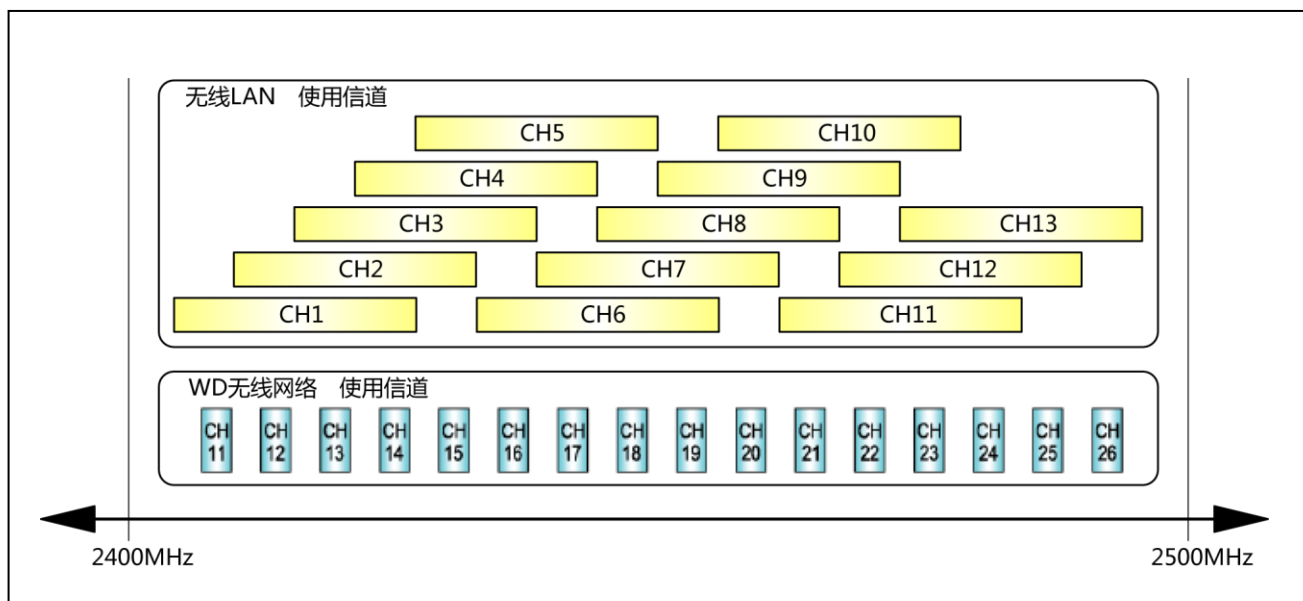 无线LAN 使用信道
CH5 CH10
CH4 CH9
CH3 CH8 CH13
CH2 CH7 CH12
CH1 CH6 CH11
WD无线网络 使用信道
CH CH CH CH CH CH CH CH CH CH CH CH CH CH CH CH
11 12 13 14 15 16 17 18 19 20 21 22 23 24 25 26
2400MHz 2500MHz